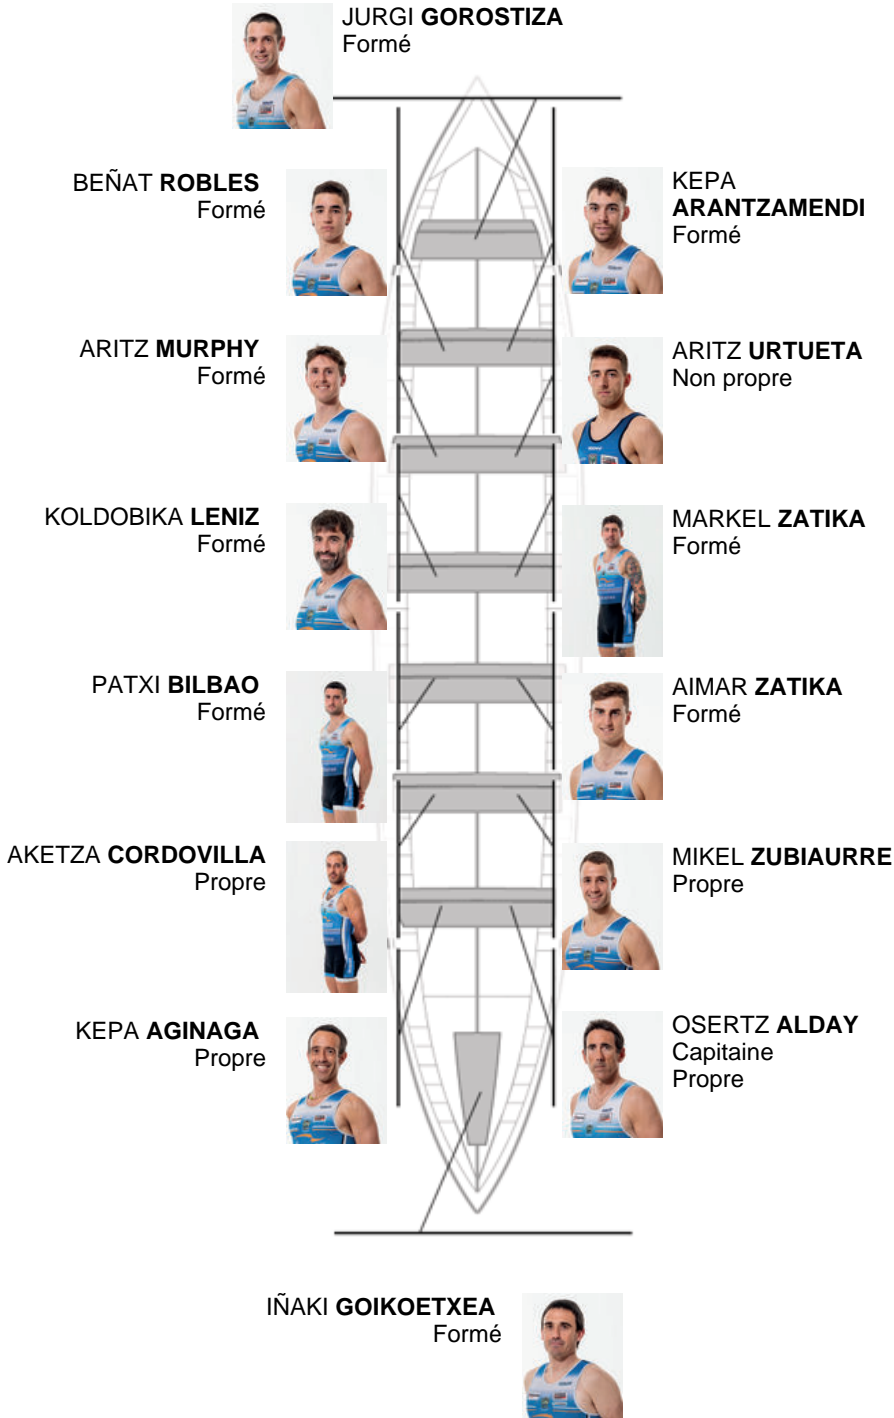 JURGI GOROSTIZA
Formé
BEÑAT ROBLES
Formé
KEPA
ARANTZAMENDI
Formé
ARITZ MURPHY
Formé
ARITZ URTUETA
Non propre
KOLDOBIKA LENIZ
Formé
MARKEL ZATIKA
Formé
PATXI BILBAO
Formé
AIMAR ZATIKA
Formé
AKETZA CORDOVILLA
Propre
MIKEL ZUBIAURRE
Propre
KEPA AGINAGA
Propre
OSERTZ ALDAY
Capitaine
Propre
IÑAKI GOIKOETXEA
Formé